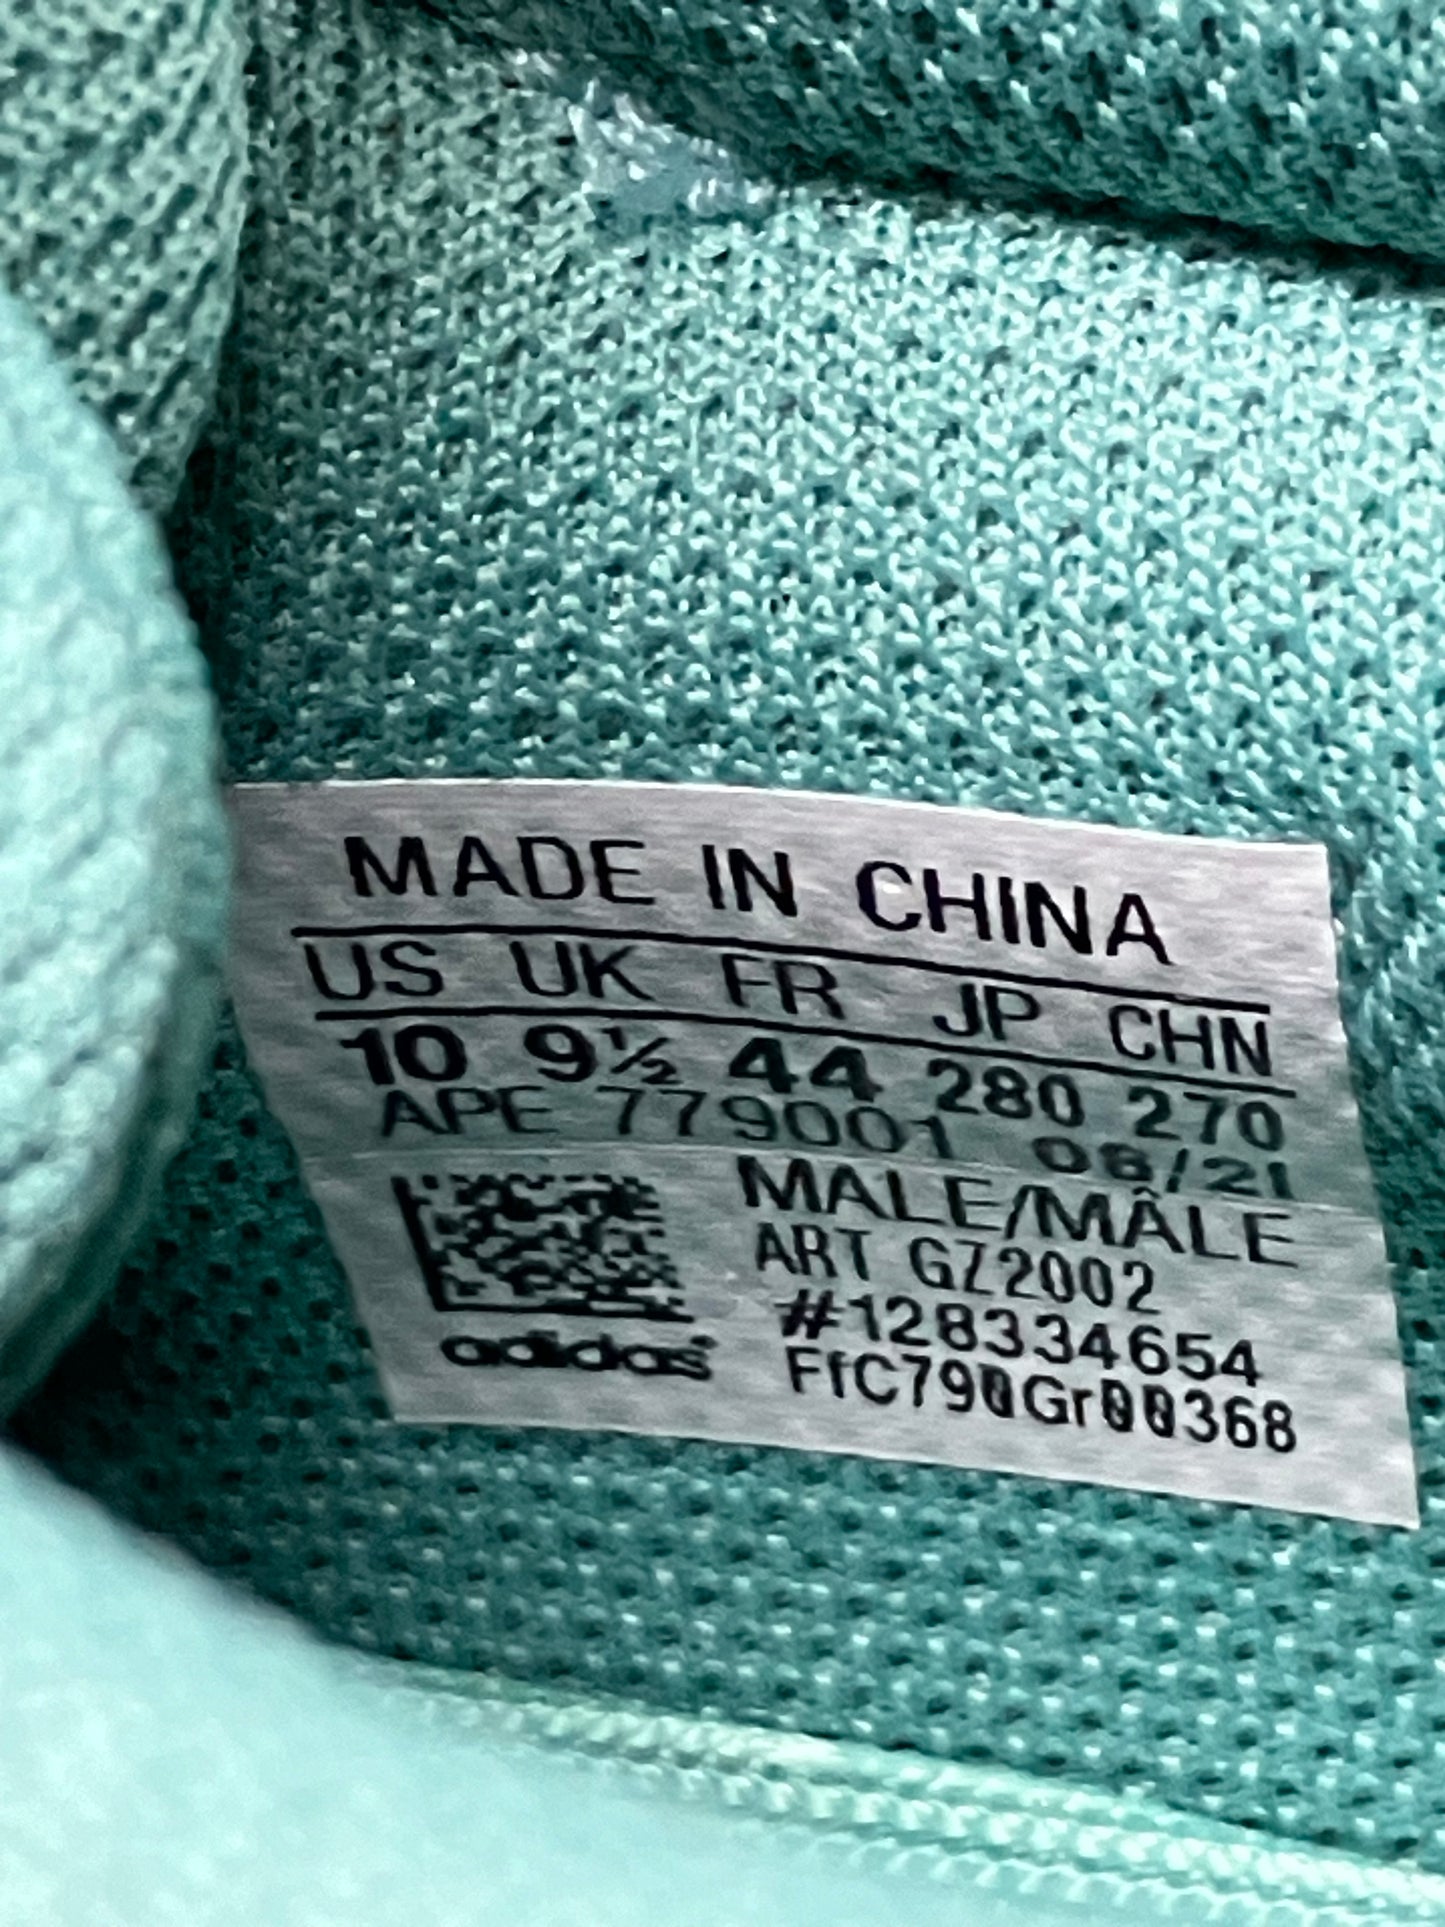 MADE IN CHINA
US UK FR JP CHN
10 9½ 44 280 270
APE 779001 08/21
MALE/MÂLE
ART GZ2002
#128334654
FfC790Gr00368
adidas